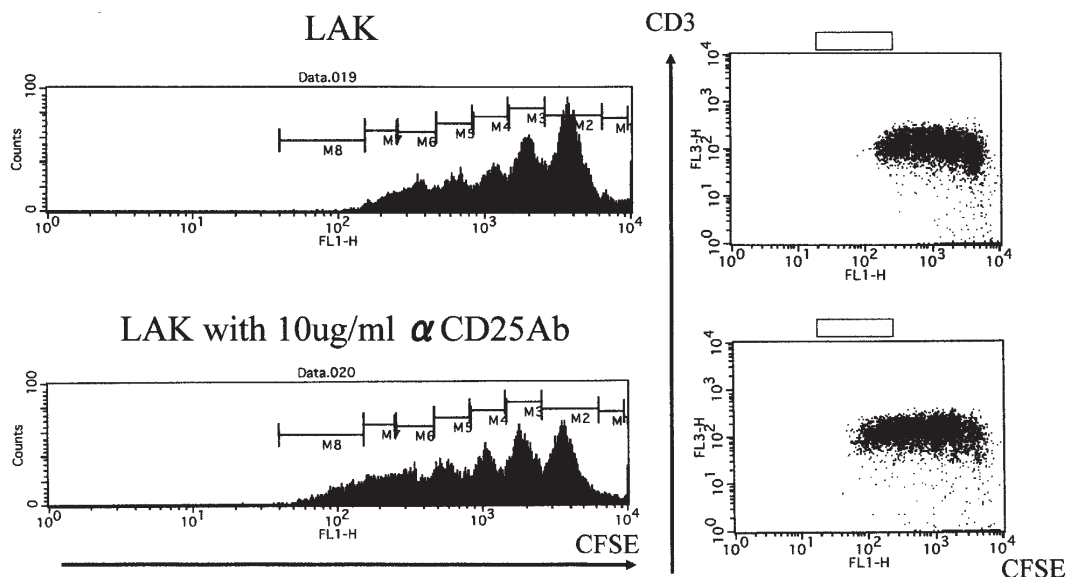 LAK
Data.019
100
Counts
0
M8
M7
M6
M5
M4
M3
M2
M
10^0
10^1
10^2
10^3
10^4
FL1-H
LAK with 10ug/ml α CD25Ab
Data.020
100
Counts
0
M8
M7
M6
M5
M4
M3
M2
M
10^0
10^1
10^2
10^3
10^4
FL1-H
CFSE
CD3
10^4
10^3
10^2
10^1
10^0
FL3-H
10^0
10^1
10^2
10^3
10^4
FL1-H
10^4
10^3
10^2
10^1
10^0
FL3-H
10^0
10^1
10^2
10^3
10^4
FL1-H
CFSE